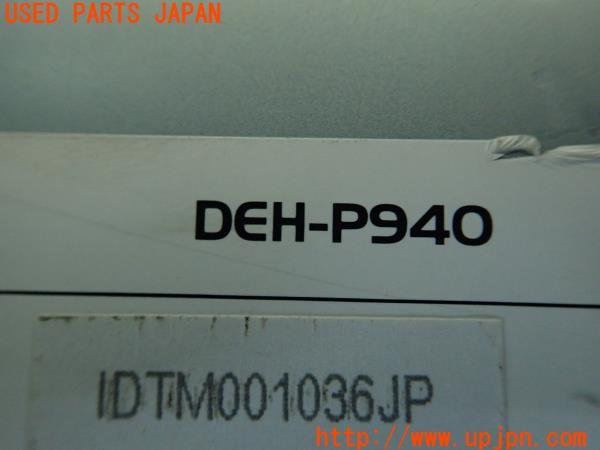 USED PARTS JAPAN
DEH-P940
IDTM001036JP
http://www.upjpn.com